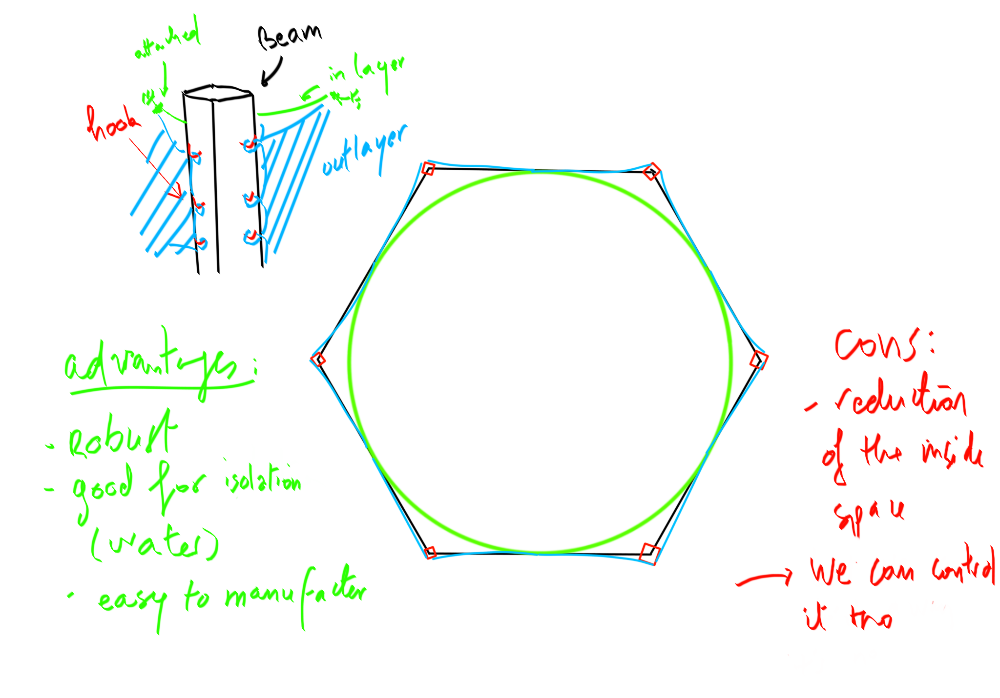 attached
Beam
in layer
hook
outlayer
advantages:
- Robust
- good for isolation
(water)
- easy to manufacter
cons:
- reduction
of the inside
space
→ We can control
it too